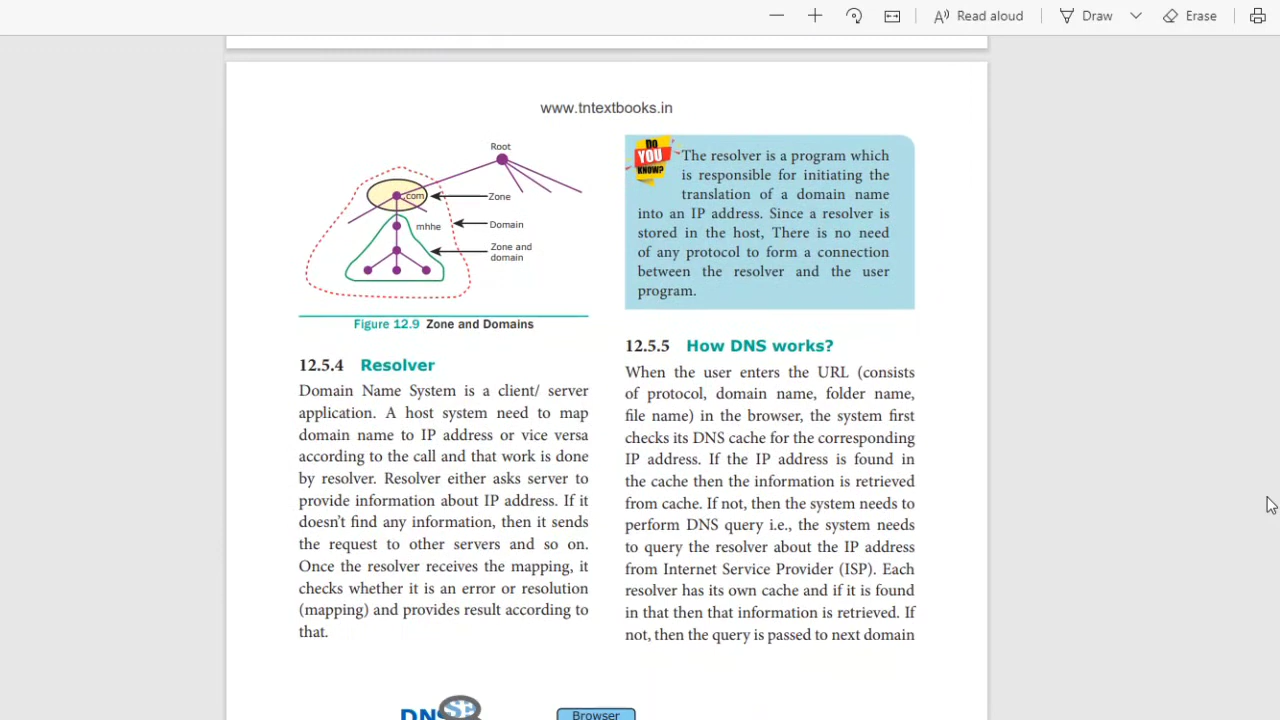 Read aloud
Draw
Erase
www.tntextbooks.in
Root
.com
Zone
mhhe
Domain
Zone and
domain
Figure 12.9 Zone and Domains
12.5.4 Resolver
Domain Name System is a client/ server
application. A host system need to map
domain name to IP address or vice versa
according to the call and that work is done
by resolver. Resolver either asks server to
provide information about IP address. If it
doesn't find any information, then it sends
the request to other servers and so on.
Once the resolver receives the mapping, it
checks whether it is an error or resolution
(mapping) and provides result according to
that.
DO
YOU
KNOW?
The resolver is a program which
is responsible for initiating the
translation of a domain name
into an IP address. Since a resolver is
stored in the host, There is no need
of any protocol to form a connection
between the resolver and the user
program.
12.5.5 How DNS works?
When the user enters the URL (consists
of protocol, domain name, folder name,
file name) in the browser, the system first
checks its DNS cache for the corresponding
IP address. If the IP address is found in
the cache then the information is retrieved
from cache. If not, then the system needs to
perform DNS query i.e., the system needs
to query the resolver about the IP address
from Internet Service Provider (ISP). Each
resolver has its own cache and if it is found
in that then that information is retrieved. If
not, then the query is passed to next domain
DNS
Browser